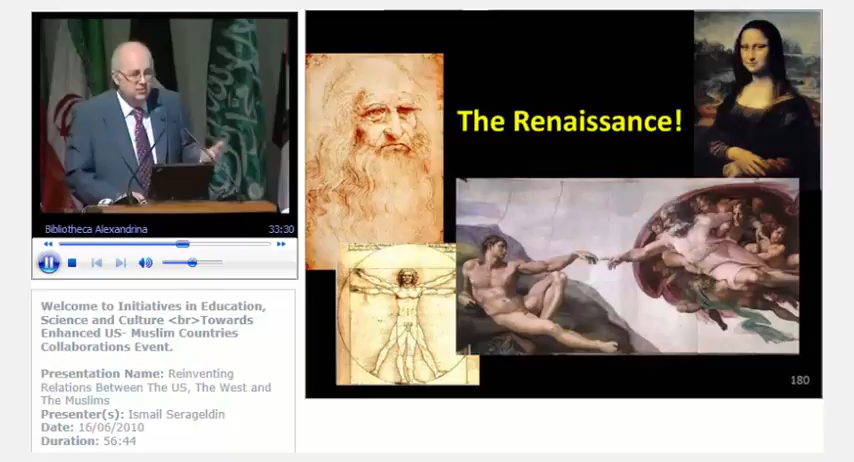 Bibliotheca Alexandrina 33:30
Welcome to Initiatives in Education,
Science and Culture <br>Towards
Enhanced US- Muslim Countries
Collaborations Event.
Presentation Name: Reinventing
Relations Between The US, The West and
The Muslims
Presenter(s): Ismail Serageldin
Date: 16/06/2010
Duration: 56:44
The Renaissance!
180